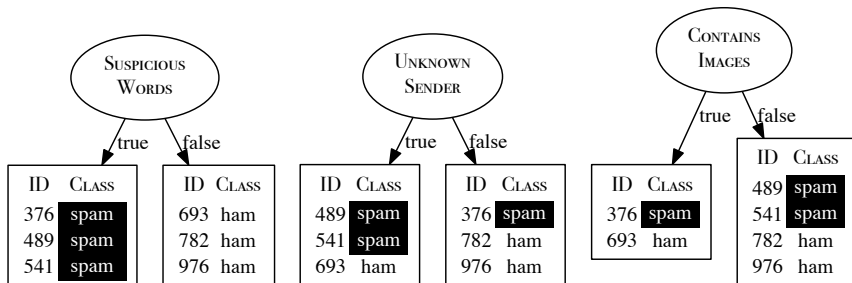 SUSPICIOUS
WORDS
true
false
ID CLASS
376 spam
489 spam
541 spam
ID CLASS
693 ham
782 ham
976 ham
UNKNOWN
SENDER
true
false
ID CLASS
489 spam
541 spam
693 ham
ID CLASS
376 spam
782 ham
976 ham
CONTAINS
IMAGES
true
false
ID CLASS
376 spam
693 ham
ID CLASS
489 spam
541 spam
782 ham
976 ham